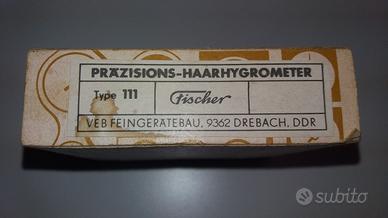 PRÄZISIONS-HAARHYGROMETER
Type 111 Fischer
VEB FEINGERÄTEBAU, 9362 DREBACH, DDR
subito